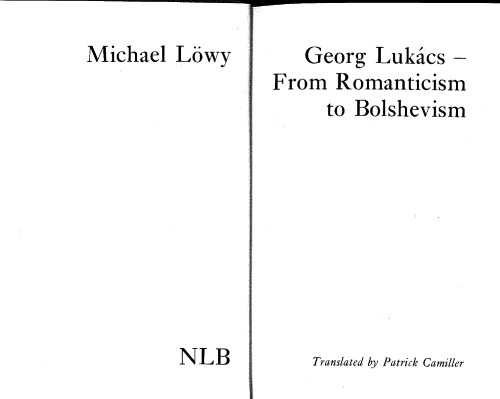 Michael Löwy
NLB
Georg Lukács –
From Romanticism
to Bolshevism
Translated by Patrick Camiller